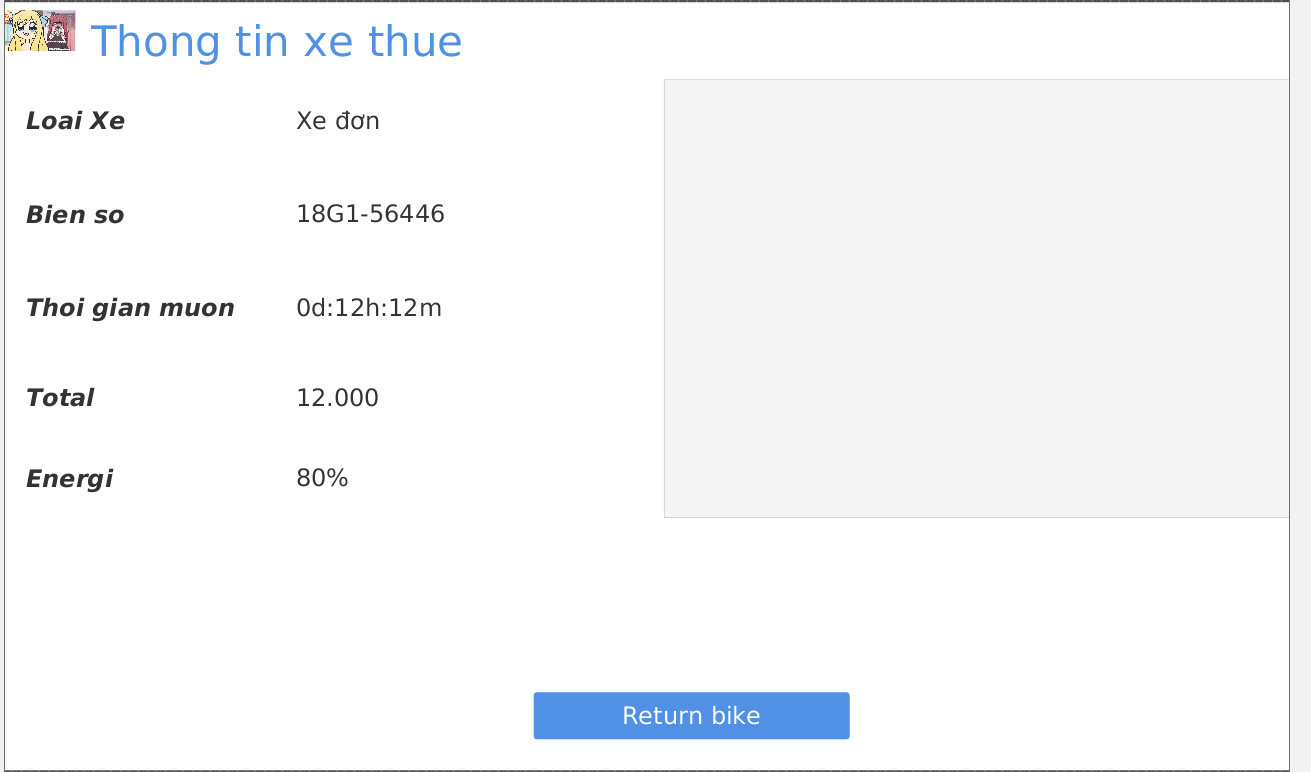 Thong tin xe thue
Loai Xe Xe đơn
Bien so 18G1-56446
Thoi gian muon 0d:12h:12m
Total 12.000
Energi 80%
Return bike